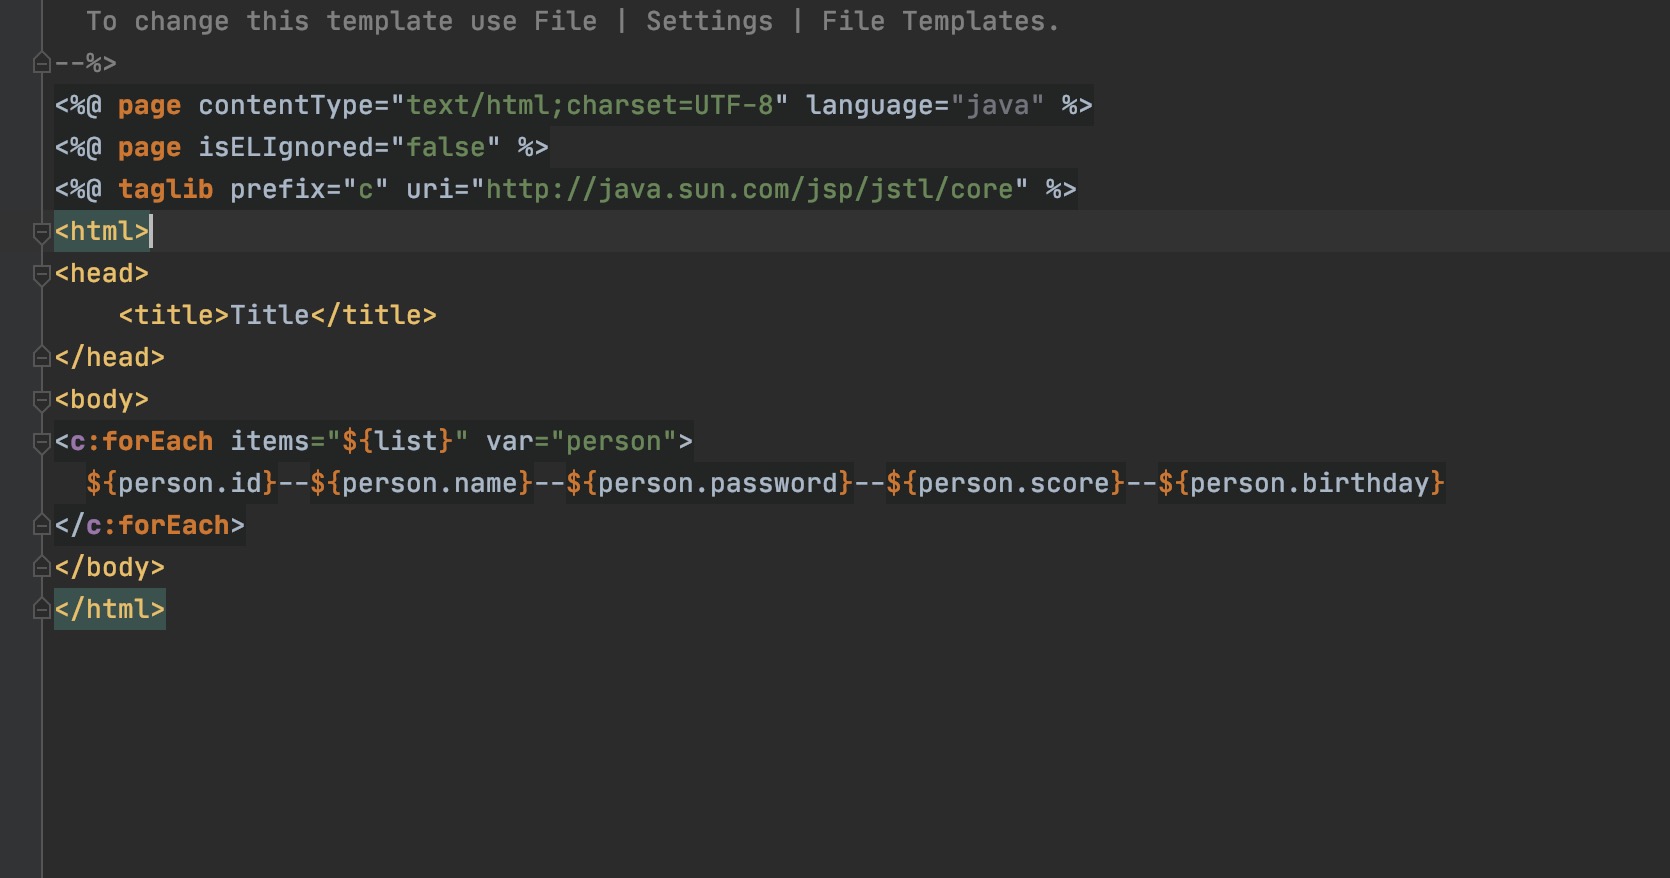 To change this template use File | Settings | File Templates.
--%>
<%@ page contentType="text/html;charset=UTF-8" language="java" %>
<%@ page isELIgnored="false" %>
<%@ taglib prefix="c" uri="http://java.sun.com/jsp/jstl/core" %>
<html>
<head>
    <title>Title</title>
</head>
<body>
<c:forEach items="${list}" var="person">
  ${person.id}--${person.name}--${person.password}--${person.score}--${person.birthday}
</c:forEach>
</body>
</html>